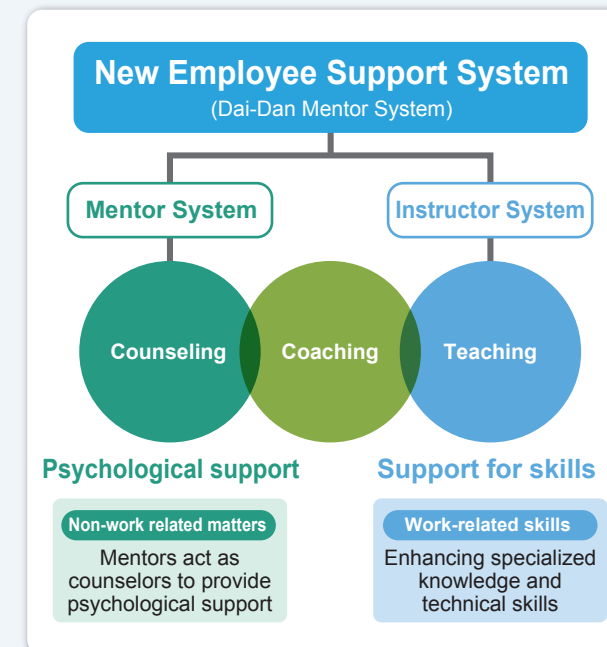 New Employee Support System
(Dai-Dan Mentor System)
Mentor System
Instructor System
Counseling
Coaching
Teaching
Psychological support
Support for skills
Non-work related matters
Mentors act as
counselors to provide
psychological support
Work-related skills
Enhancing specialized
knowledge and
technical skills